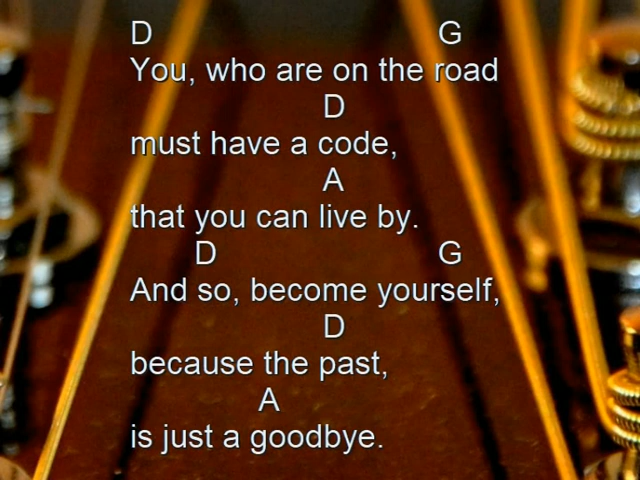 D G
You, who are on the road
D
must have a code,
A
that you can live by.
D G
And so, become yourself,
D
because the past,
A
is just a goodbye.